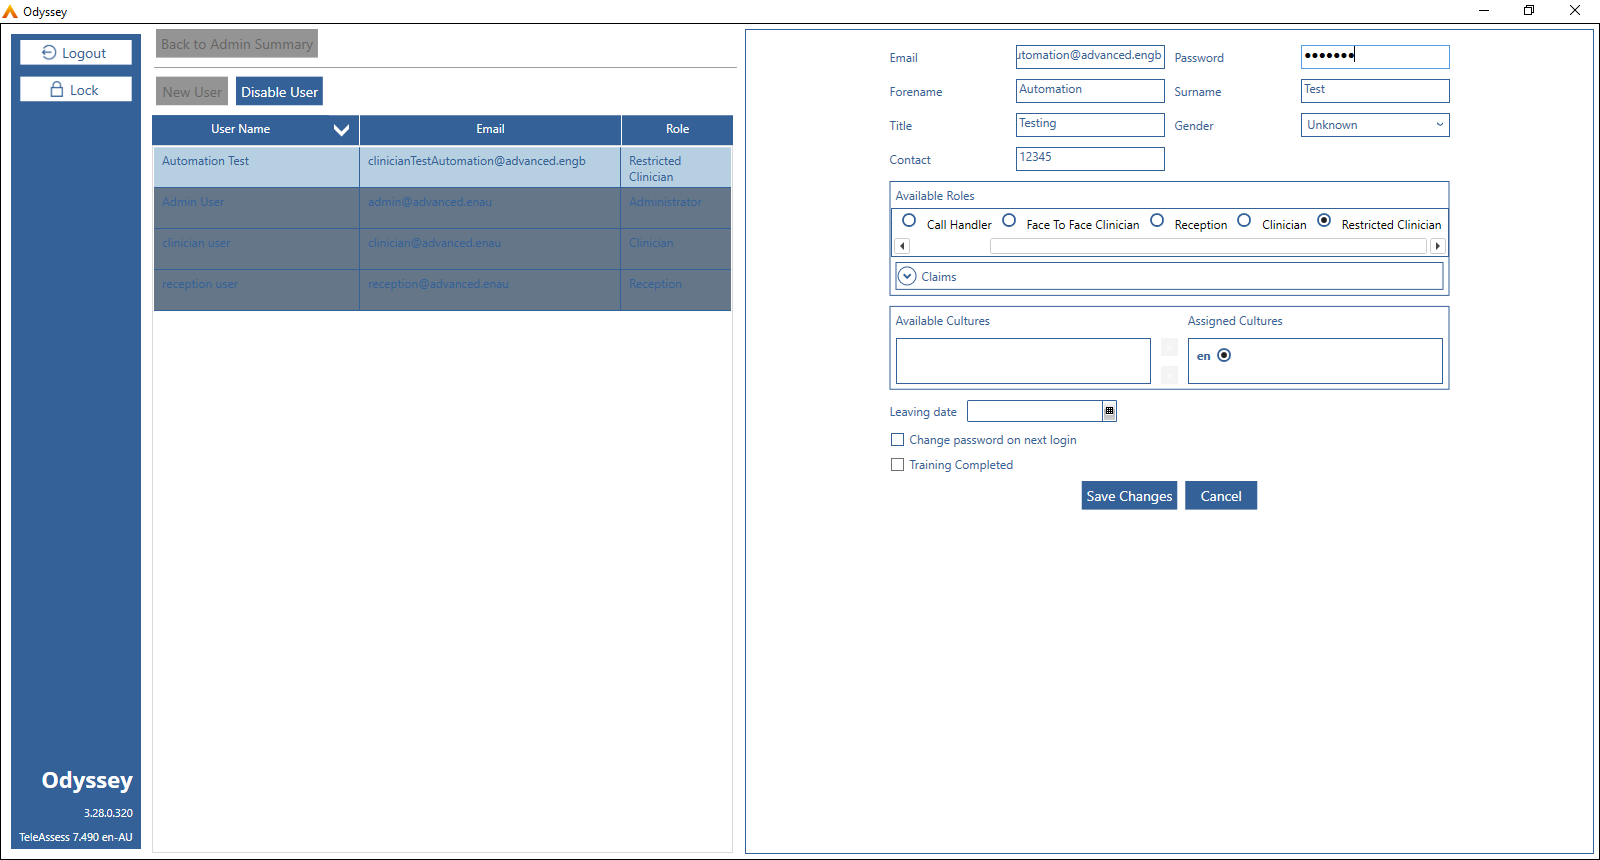 Odyssey
Logout
Lock
Back to Admin Summary
New User
Disable User
User Name
Email
Role
Automation Test
clinicianTestAutomation@advanced.engb
Restricted
Clinician
Admin User
admin@advanced.enau
Administrator
clinician user
clinician@advanced.enau
Clinician
reception user
reception@advanced.enau
Reception
Odyssey
3.28.0.320
TeleAssess 7.490 en-AU
Email
utomation@advanced.engb
Password
•••••••
Forename
Automation
Surname
Test
Title
Testing
Gender
Unknown
Contact
12345
Available Roles
Call Handler
Face To Face Clinician
Reception
Clinician
Restricted Clinician
Claims
Available Cultures
Assigned Cultures
en
Leaving date
Change password on next login
Training Completed
Save Changes
Cancel